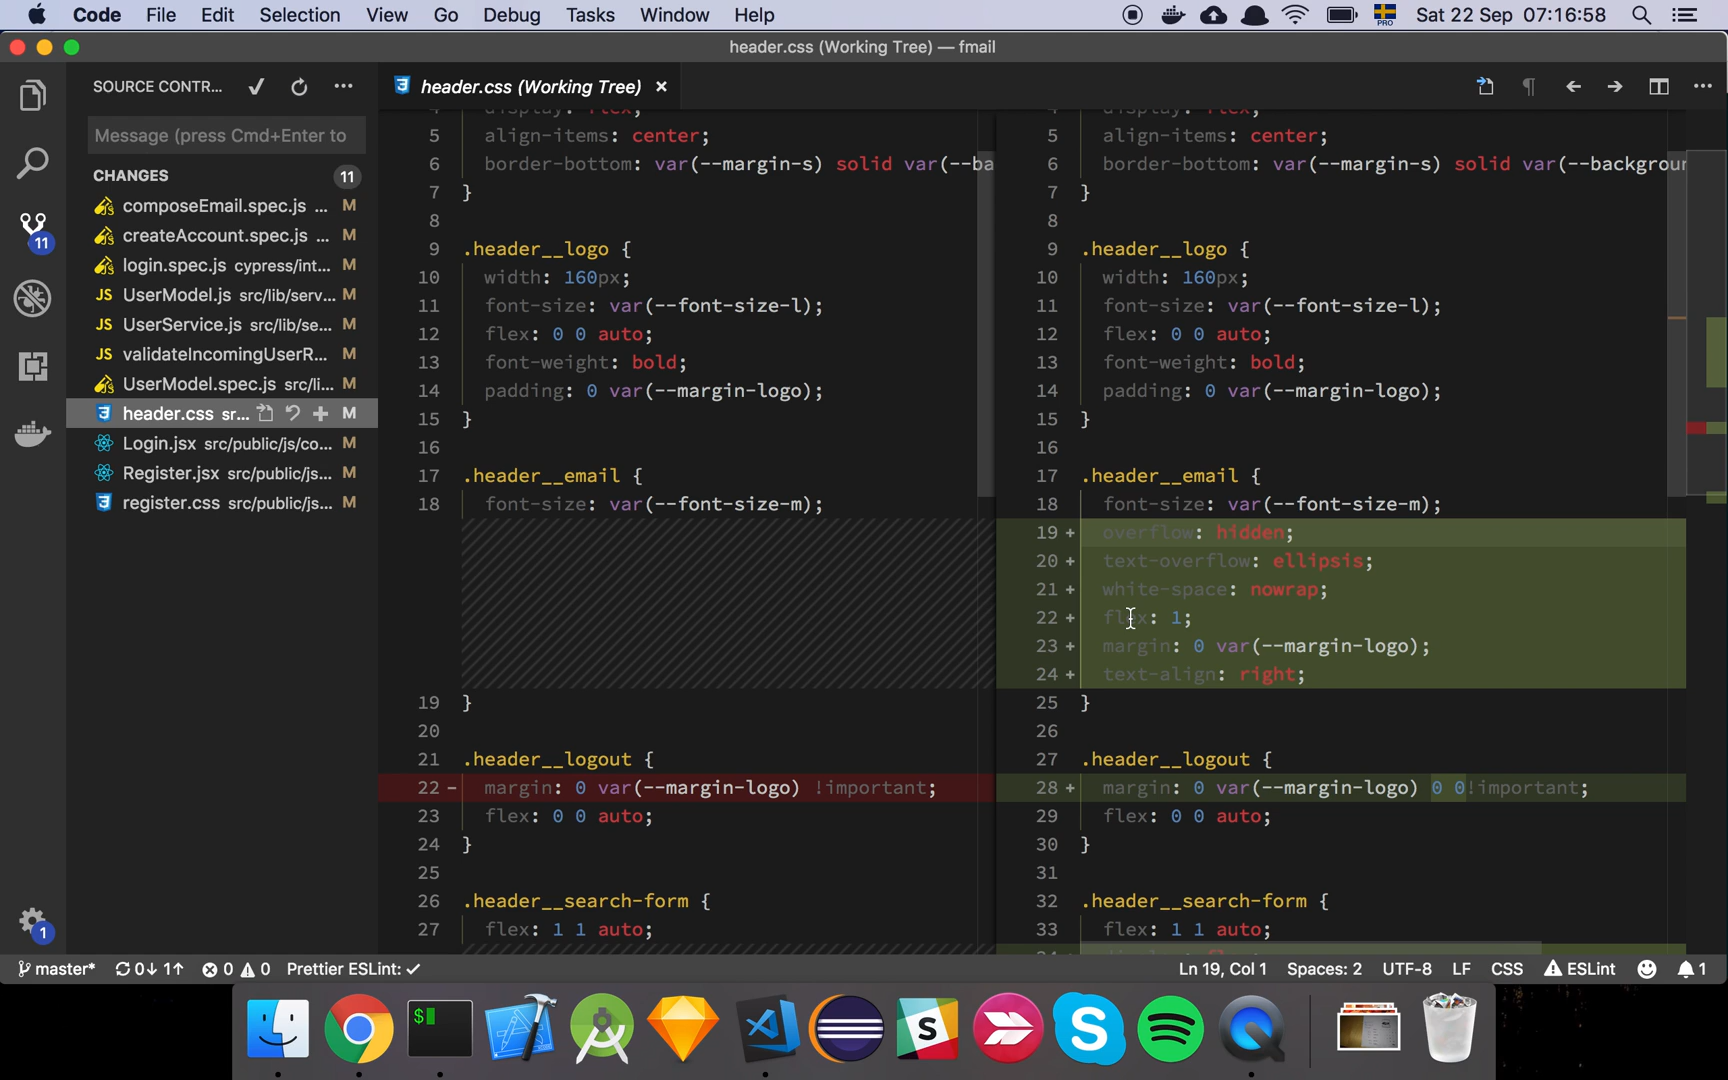 Code File Edit Selection View Go Debug Tasks Window Help PRO Sat 22 Sep 07:16:58
header.css (Working Tree) — fmail
SOURCE CONTR...
Message (press Cmd+Enter to
CHANGES 11
composeEmail.spec.js ... M
createAccount.spec.js ... M
login.spec.js cypress/int... M
JS UserModel.js src/lib/serv... M
JS UserService.js src/lib/se... M
JS validateIncomingUserR... M
UserModel.spec.js src/li... M
header.css sr... M
Login.jsx src/public/js/co... M
Register.jsx src/public/js... M
register.css src/public/js... M
11
1
header.css (Working Tree)
display: flex;
5 align-items: center;
6 border-bottom: var(--margin-s) solid var(--ba
7 }
8
9 .header__logo {
10 width: 160px;
11 font-size: var(--font-size-l);
12 flex: 0 0 auto;
13 font-weight: bold;
14 padding: 0 var(--margin-logo);
15 }
16
17 .header__email {
18 font-size: var(--font-size-m);
19 }
20
21 .header__logout {
22 - margin: 0 var(--margin-logo) !important;
23 flex: 0 0 auto;
24 }
25
26 .header__search-form {
27 flex: 1 1 auto;
display: flex;
5 align-items: center;
6 border-bottom: var(--margin-s) solid var(--backgrour
7 }
8
9 .header__logo {
10 width: 160px;
11 font-size: var(--font-size-l);
12 flex: 0 0 auto;
13 font-weight: bold;
14 padding: 0 var(--margin-logo);
15 }
16
17 .header__email {
18 font-size: var(--font-size-m);
19 + overflow: hidden;
20 + text-overflow: ellipsis;
21 + white-space: nowrap;
22 + flex: 1;
23 + margin: 0 var(--margin-logo);
24 + text-align: right;
25 }
26
27 .header__logout {
28 + margin: 0 var(--margin-logo) 0 0!important;
29 flex: 0 0 auto;
30 }
31
32 .header__search-form {
33 flex: 1 1 auto;
master* 0↓ 1↑ 0 0 Prettier ESLint: ✓ Ln 19, Col 1 Spaces: 2 UTF-8 LF CSS ESLint 1
$
S
S